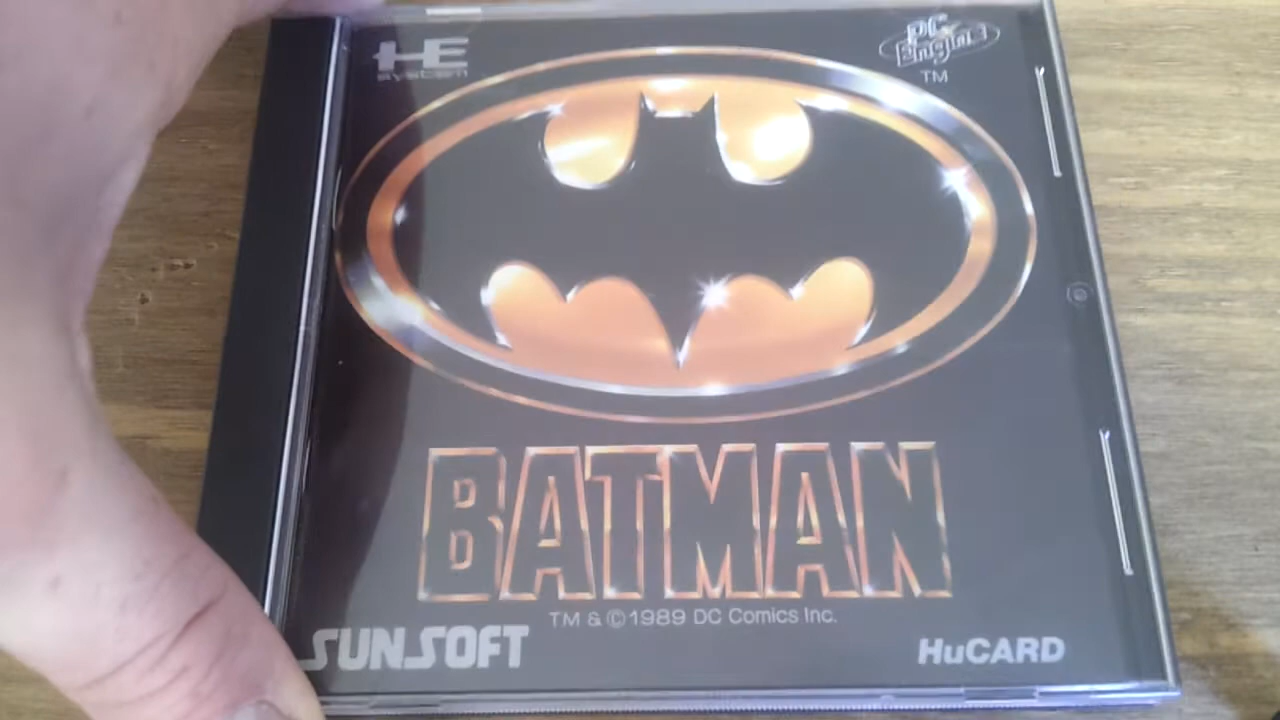 HE
system
PC
Engine
TM
BATMAN
TM & ©1989 DC Comics Inc.
SUNSOFT
HuCARD